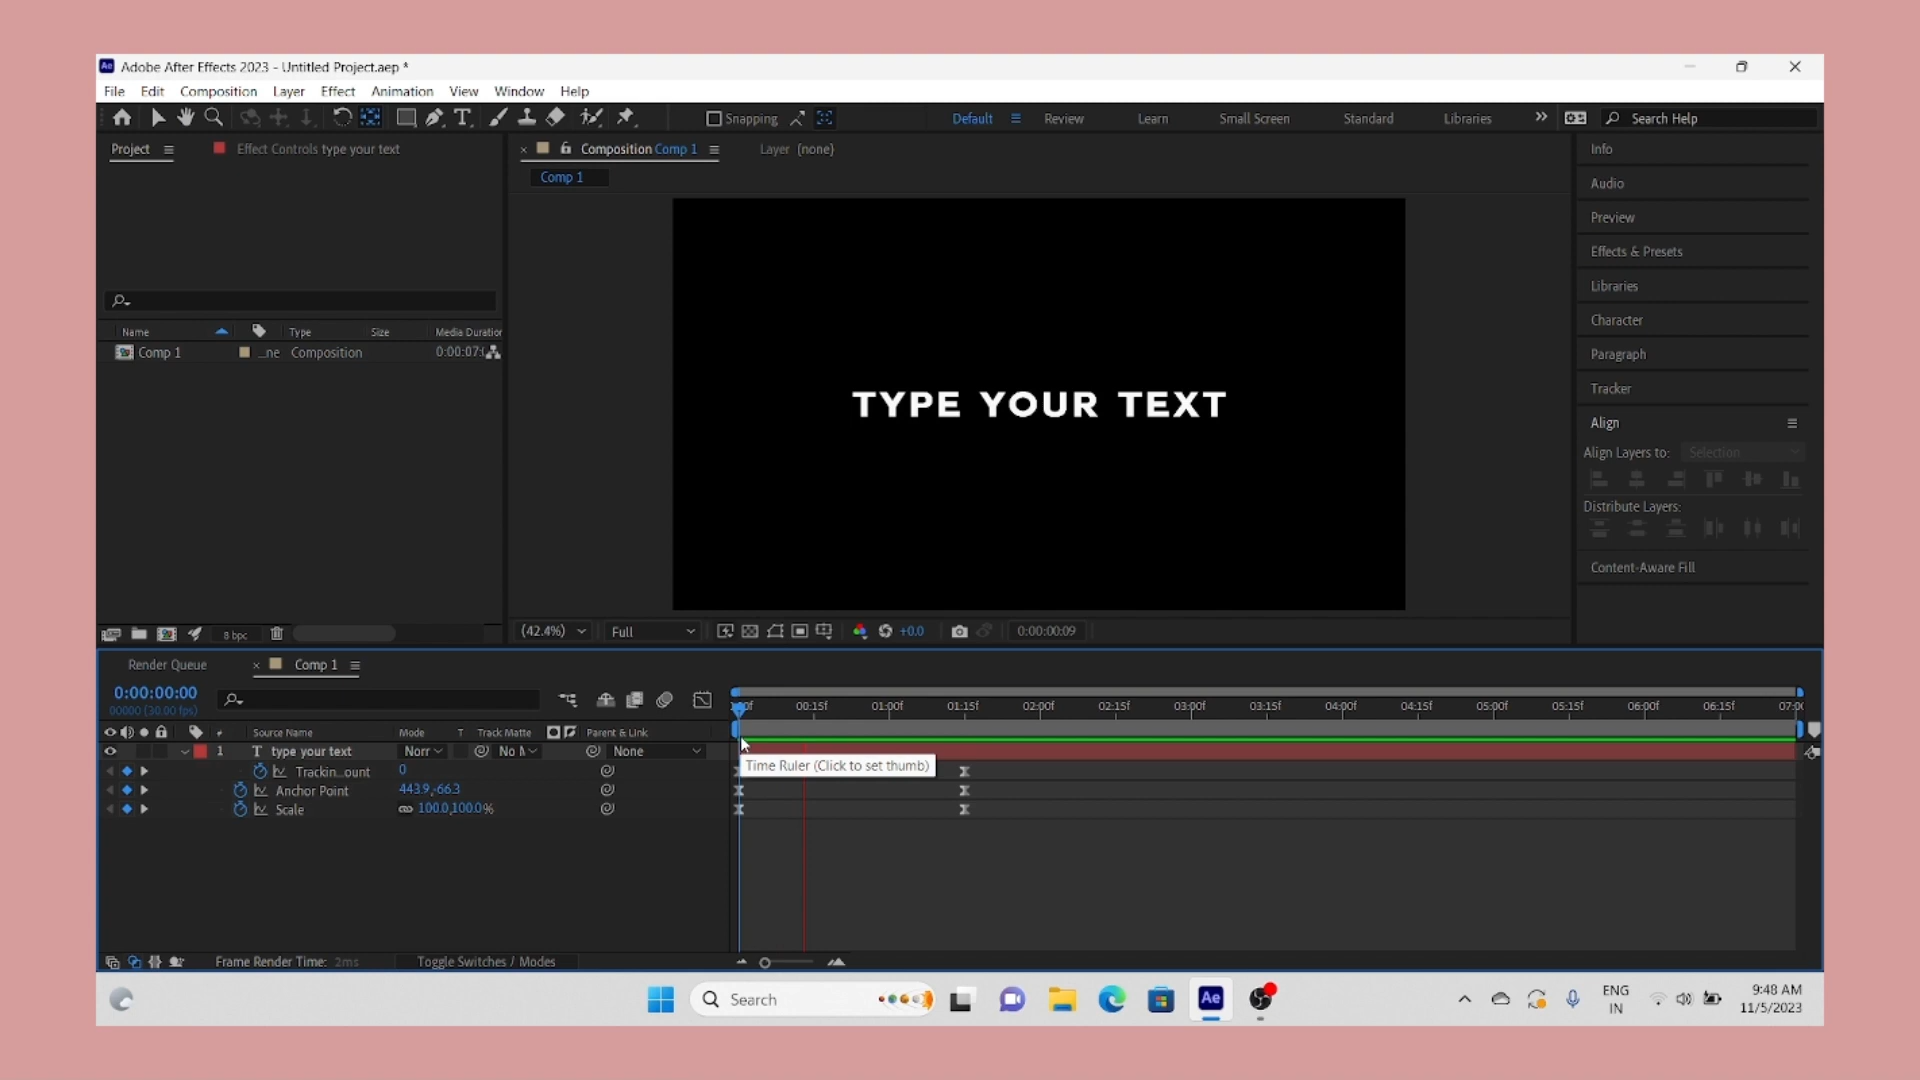 Ae Adobe After Effects 2023 - Untitled Project.aep *
File Edit Composition Layer Effect Animation View Window Help
Snapping Default Review Learn Small Screen Standard Libraries Search Help
Project Effect Controls type your text Composition Comp 1 Layer (none)
Comp 1
Info
Audio
Preview
Effects & Presets
Libraries
Character
Paragraph
Tracker
Align
Align Layers to: Selection
Distribute Layers:
Content-Aware Fill
Name Type Size Media Duration
Comp 1 ...ne Composition 0:00:07:(
TYPE YOUR TEXT
8 bpc (42.4%) Full +0.0 0:00:00:09
Render Queue Comp 1
0:00:00:00
00000 (30.00 fps)
00:15f 01:00f 01:15f 02:00f 02:15f 03:00f 03:15f 04:00f 04:15f 05:00f 05:15f 06:00f 06:15f 07:0(
# Source Name Mode T Track Matte Parent & Link
1 T type your text Norr No M None
Time Ruler (Click to set thumb)
Trackin...ount 0
Anchor Point 443.9,-66.3
Scale 100.0,100.0%
Frame Render Time: 2ms Toggle Switches / Modes
Search Ae ENG IN 9:48 AM
11/5/2023